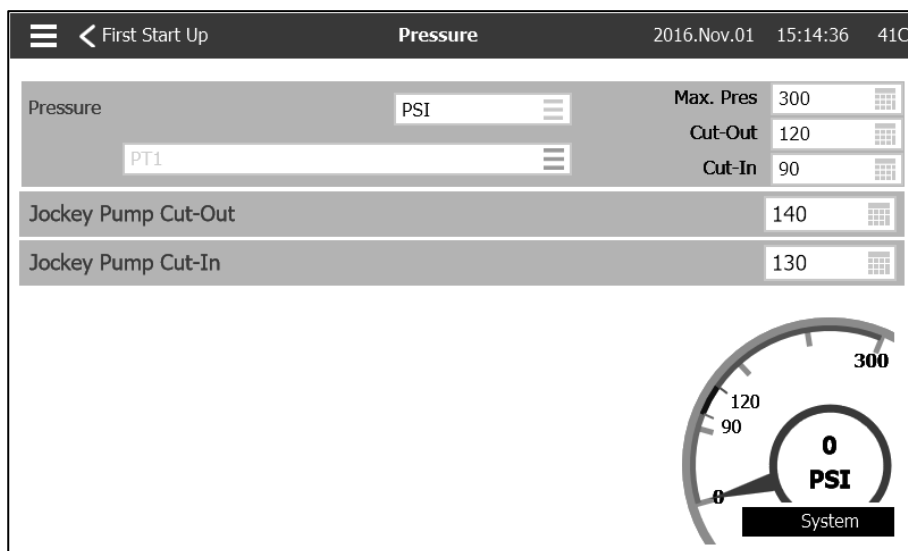 First Start Up Pressure 2016.Nov.01 15:14:36 41C
Pressure PSI Max. Pres 300
Cut-Out 120
PT1 Cut-In 90
Jockey Pump Cut-Out 140
Jockey Pump Cut-In 130
300
120
90
0
PSI
0
System